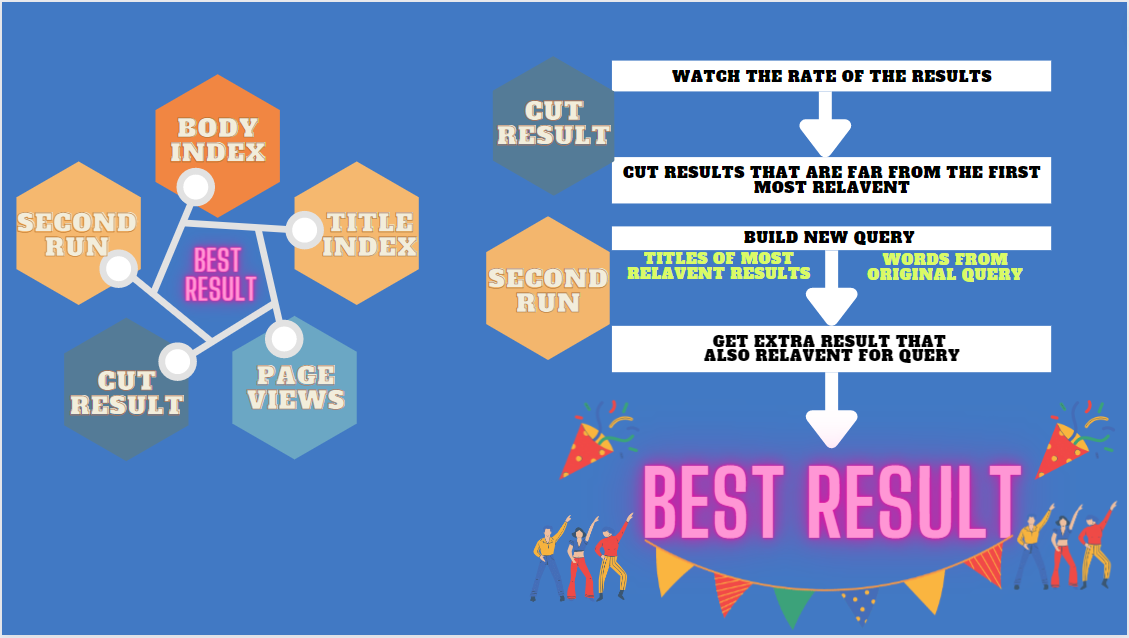 BODY
INDEX
SECOND
RUN
TITLE
INDEX
BEST
RESULT
CUT
RESULT
PAGE
VIEWS
CUT
RESULT
WATCH THE RATE OF THE RESULTS
CUT RESULTS THAT ARE FAR FROM THE FIRST
MOST RELAVENT
SECOND
RUN
BUILD NEW QUERY
TITLES OF MOST
RELAVENT RESULTS
WORDS FROM
ORIGINAL QUERY
GET EXTRA RESULT THAT
ALSO RELAVENT FOR QUERY
BEST RESULT